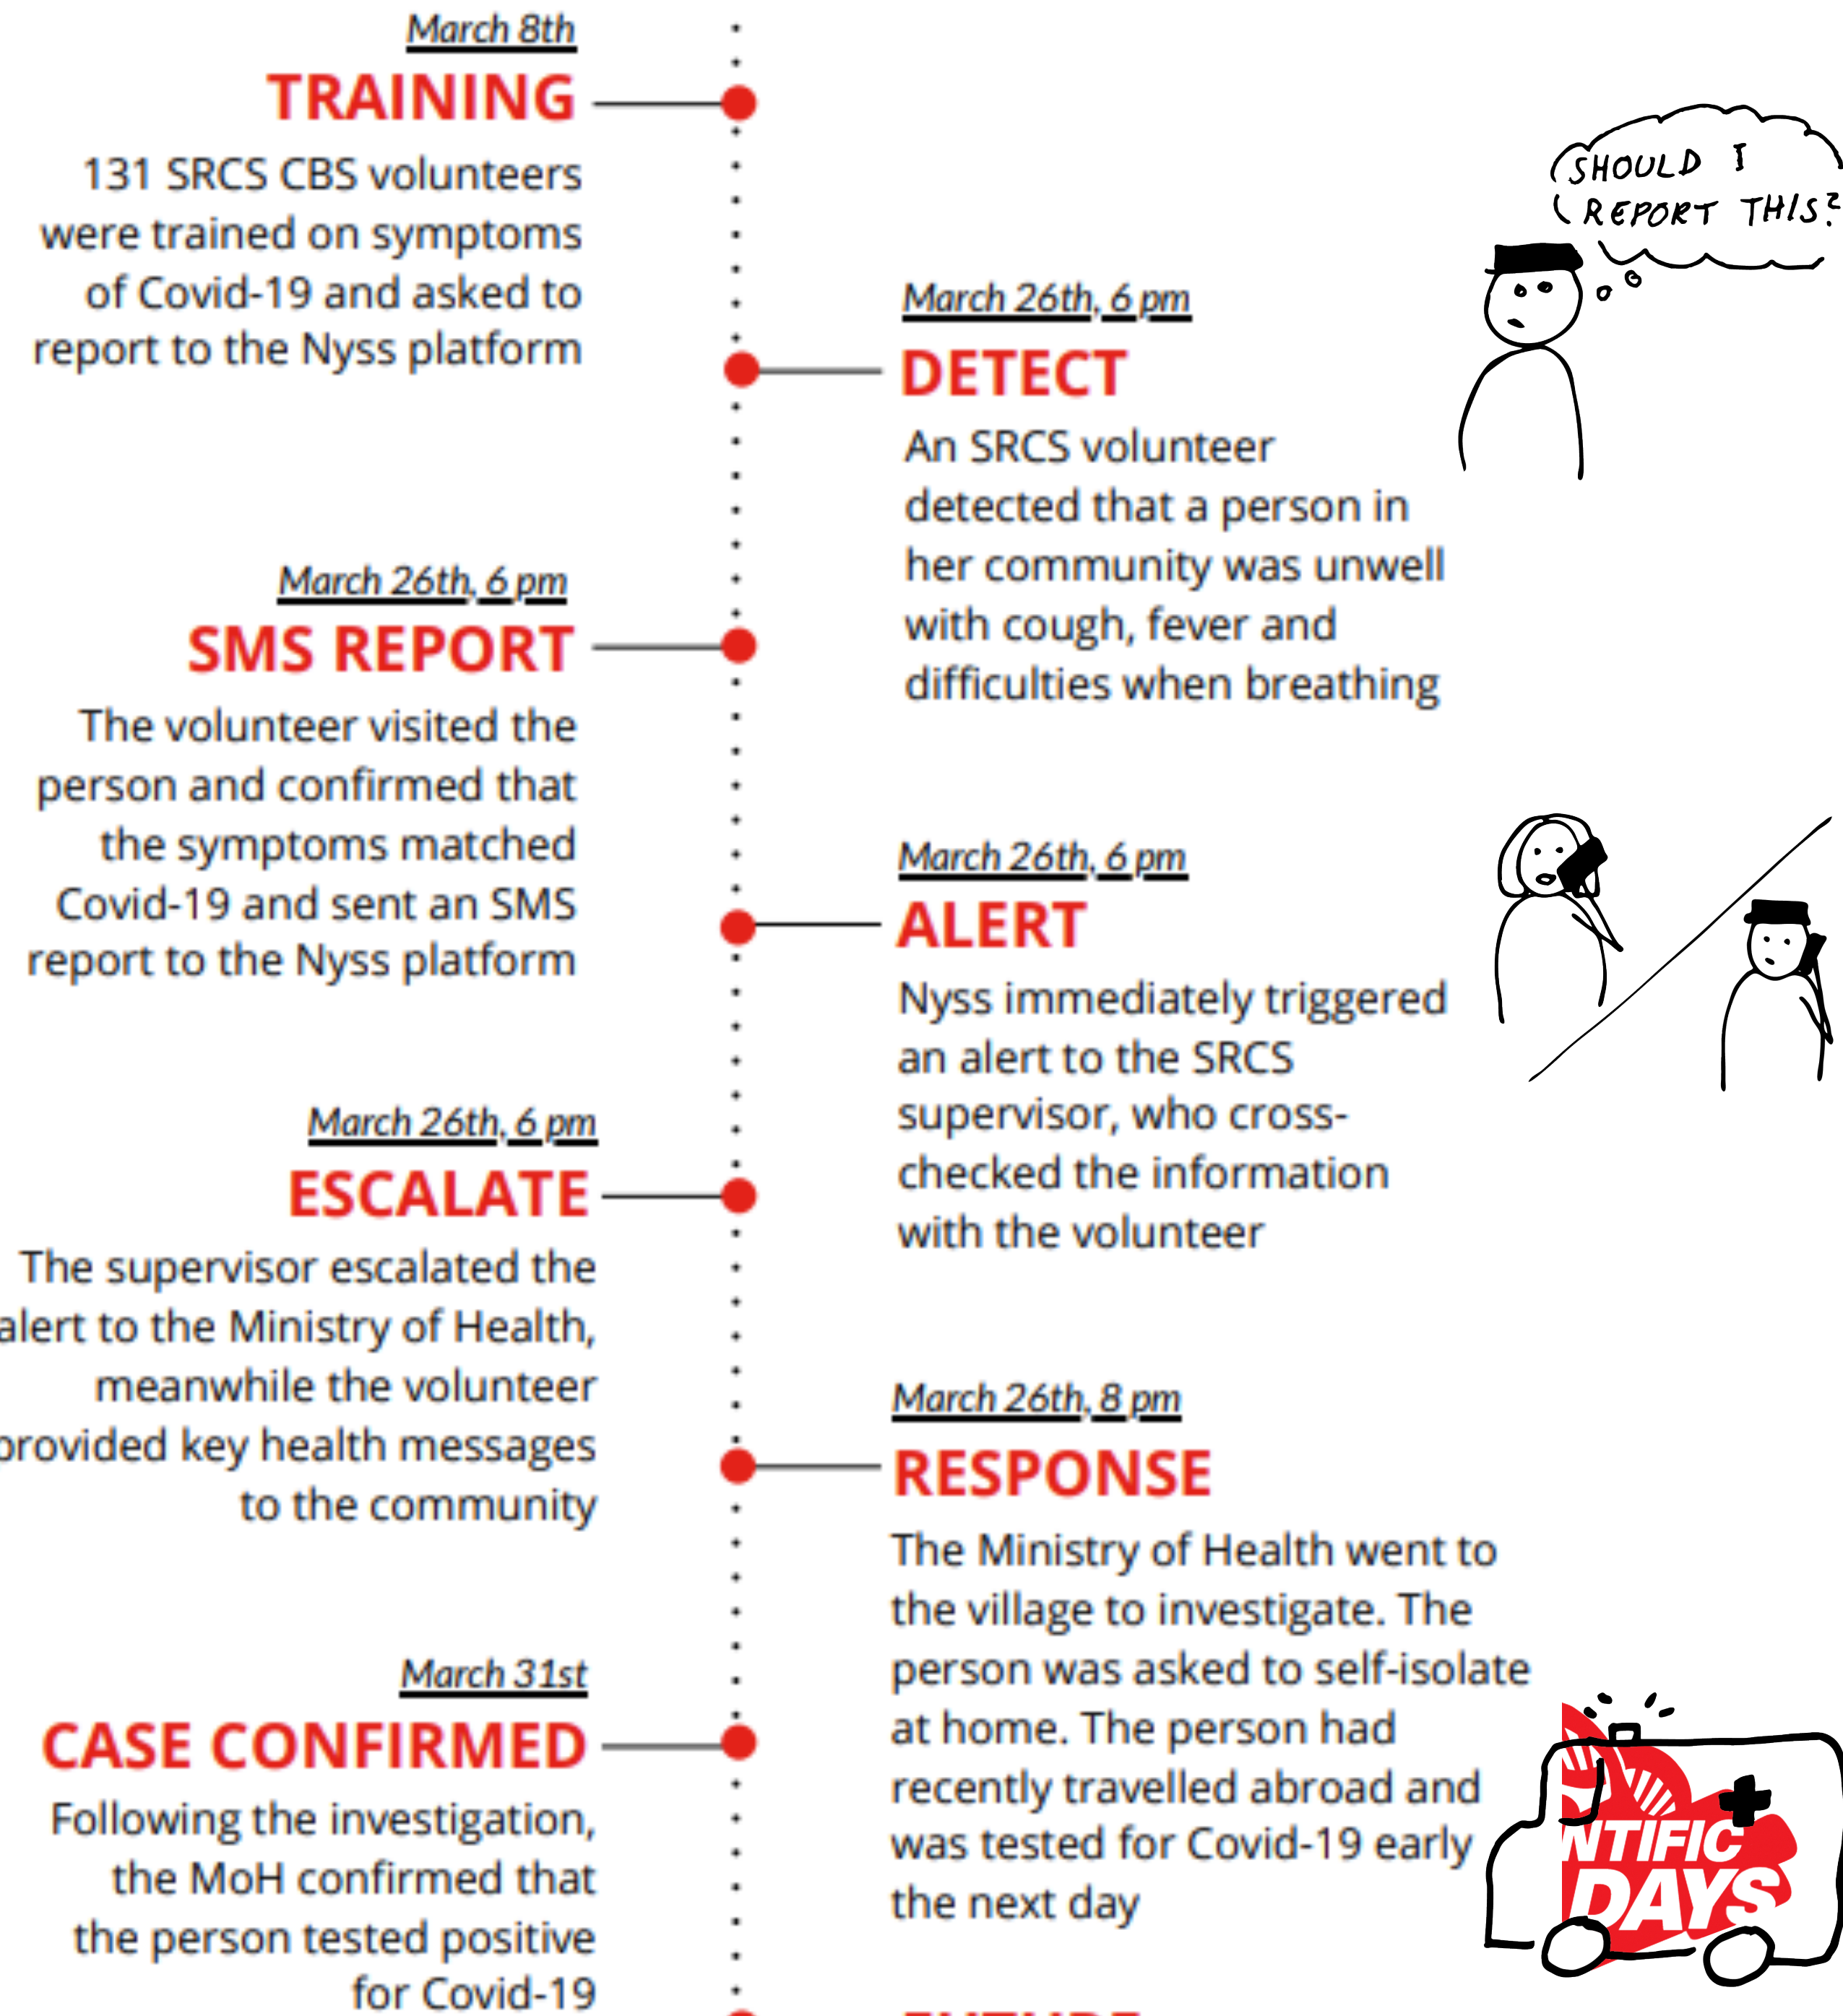 March 8th
TRAINING
131 SRCS CBS volunteers
were trained on symptoms
of Covid-19 and asked to
report to the Nyss platform
SHOULD I
REPORT THIS?
March 26th, 6 pm
DETECT
An SRCS volunteer
detected that a person in
her community was unwell
with cough, fever and
difficulties when breathing
March 26th, 6 pm
SMS REPORT
The volunteer visited the
person and confirmed that
the symptoms matched
Covid-19 and sent an SMS
report to the Nyss platform
March 26th, 6 pm
ALERT
Nyss immediately triggered
an alert to the SRCS
supervisor, who cross-
checked the information
with the volunteer
March 26th, 6 pm
ESCALATE
The supervisor escalated the
alert to the Ministry of Health,
meanwhile the volunteer
provided key health messages
to the community
March 26th, 8 pm
RESPONSE
The Ministry of Health went to
the village to investigate. The
person was asked to self-isolate
at home. The person had
recently travelled abroad and
was tested for Covid-19 early
the next day
March 31st
CASE CONFIRMED
Following the investigation,
the MoH confirmed that
the person tested positive
for Covid-19
NTIFIC
DAYS